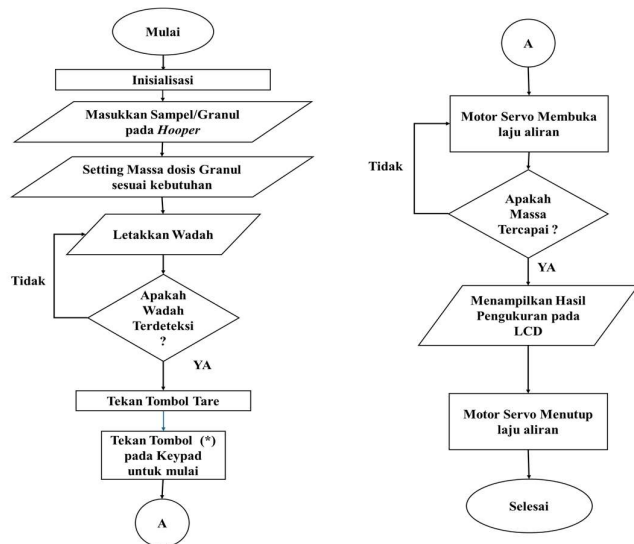 Mulai
Inisialisasi
Masukkan Sampel/Granul
pada Hooper
Setting Massa dosis Granul
sesuai kebutuhan
Letakkan Wadah
Tidak
Apakah
Wadah
Terdeteksi
?
YA
Tekan Tombol Tare
Tekan Tombol (*)
pada Keypad
untuk mulai
A
A
Motor Servo Membuka
laju aliran
Tidak
Apakah
Massa
Tercapai ?
YA
Menampilkan Hasil
Pengukuran pada
LCD
Motor Servo Menutup
laju aliran
Selesai